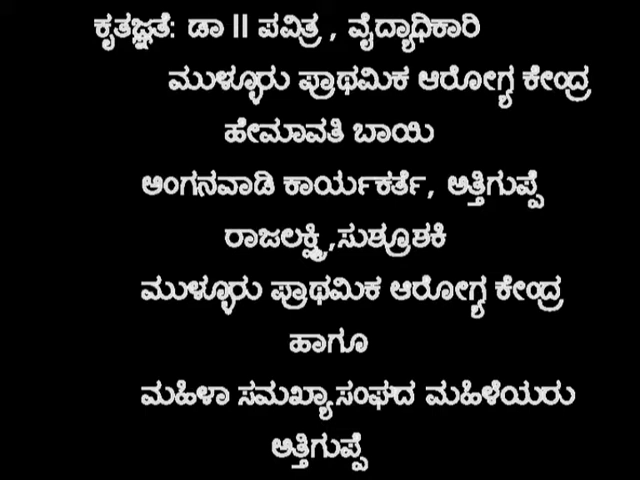 ಕೃತಜ್ಞತೆ: ಡಾ II ಪವಿತ್ರ , ವೈದ್ಯಾಧಿಕಾರಿ
ಮುಳ್ಳೂರು ಪ್ರಾಥಮಿಕ ಆರೋಗ್ಯ ಕೇಂದ್ರ
ಹೇಮಾವತಿ ಬಾಯಿ
ಅಂಗನವಾಡಿ ಕಾರ್ಯಕರ್ತೆ, ಅತ್ತಿಗುಪ್ಪೆ
ರಾಜಲಕ್ಷ್ಮಿ,ಸುಶ್ರೂಶಕಿ
ಮುಳ್ಳೂರು ಪ್ರಾಥಮಿಕ ಆರೋಗ್ಯ ಕೇಂದ್ರ
ಹಾಗೂ
ಮಹಿಳಾ ಸಮಖ್ಯಾ ಸಂಘದ ಮಹಿಳೆಯರು
ಅತ್ತಿಗುಪ್ಪೆ